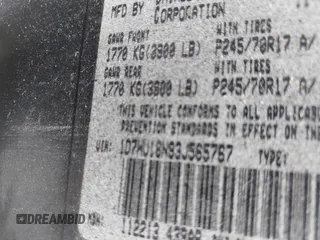 MFD BY
CORPORATION
GAWR FRONT WITH TIRES
1770 KG(3900 LB) P245/70R17 A/
GAWR REAR WITH TIRES
1770 KG(3900 LB) P245/70R17 A/
THIS VEHICLE CONFORMS TO ALL
PREVENTION STANDARDS IN EFFECT ON THE
VIN: 1D7HU18N93J565767 TYPE:
DREAMBID